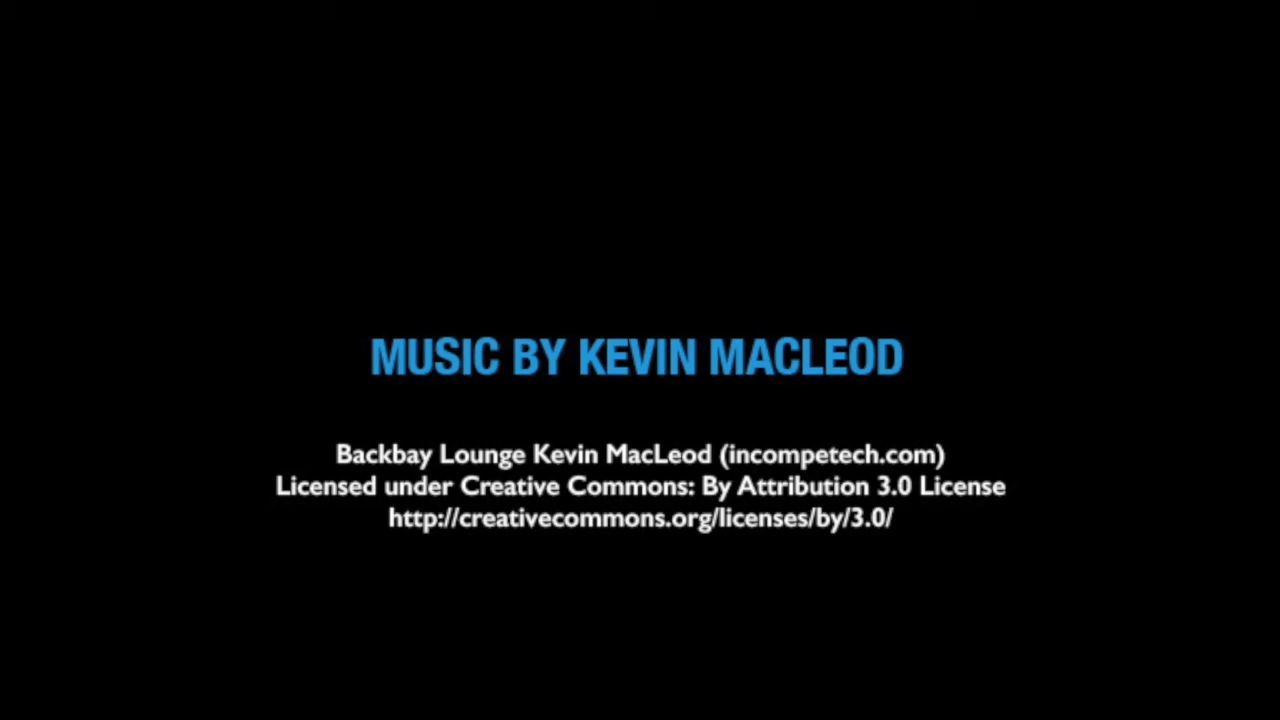 MUSIC BY KEVIN MACLEOD
Backbay Lounge Kevin MacLeod (incompetech.com)
Licensed under Creative Commons: By Attribution 3.0 License
http://creativecommons.org/licenses/by/3.0/